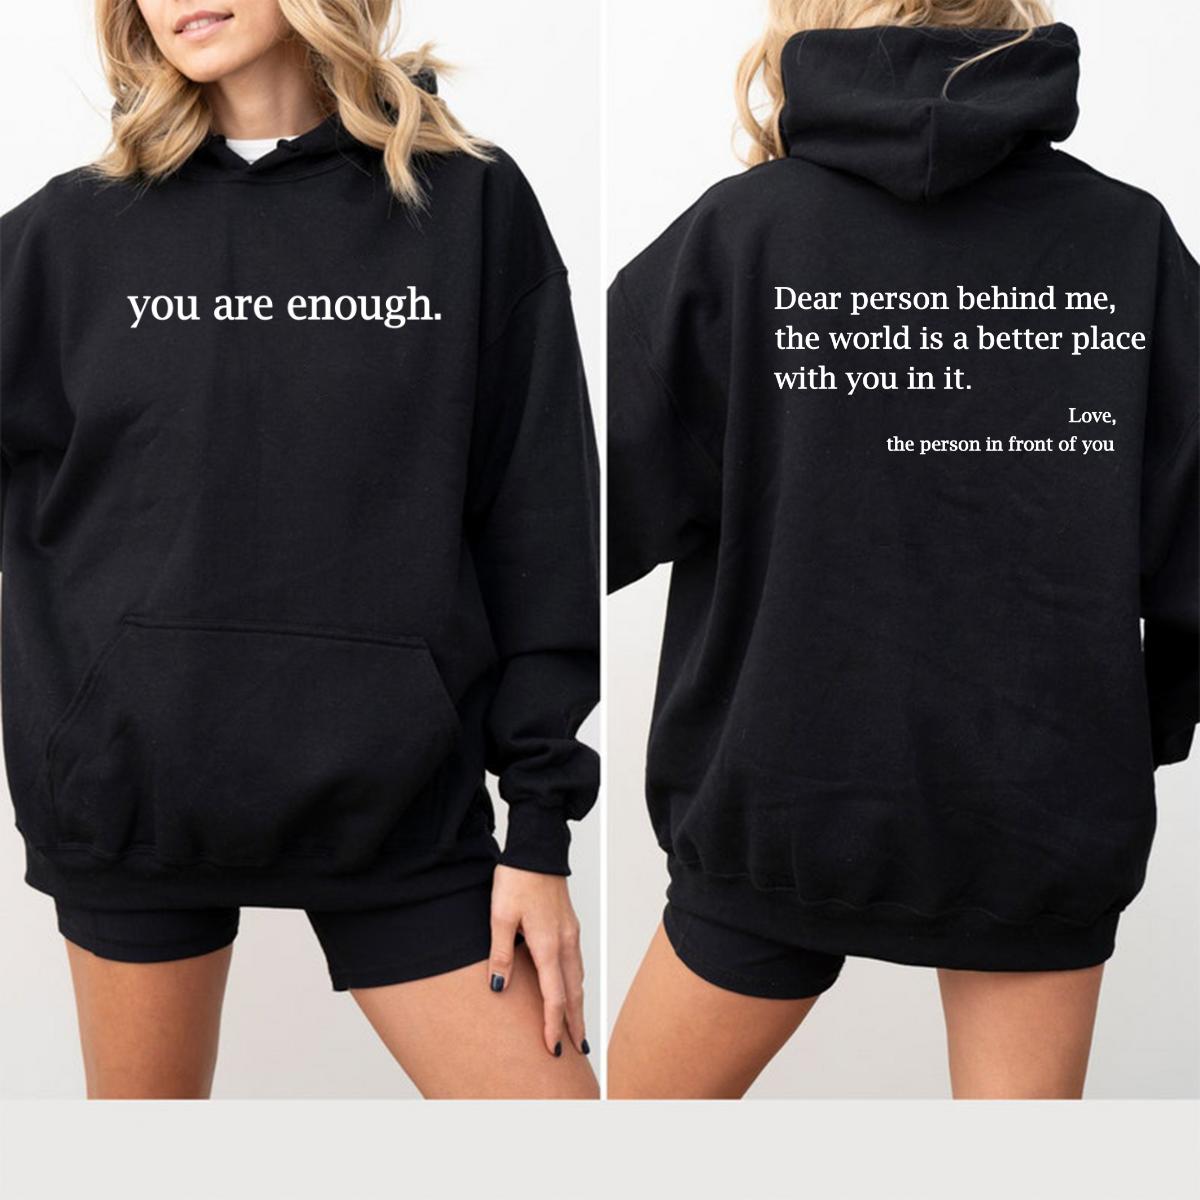 you are enough.
Dear person behind me,
the world is a better place
with you in it.
Love,
the person in front of you